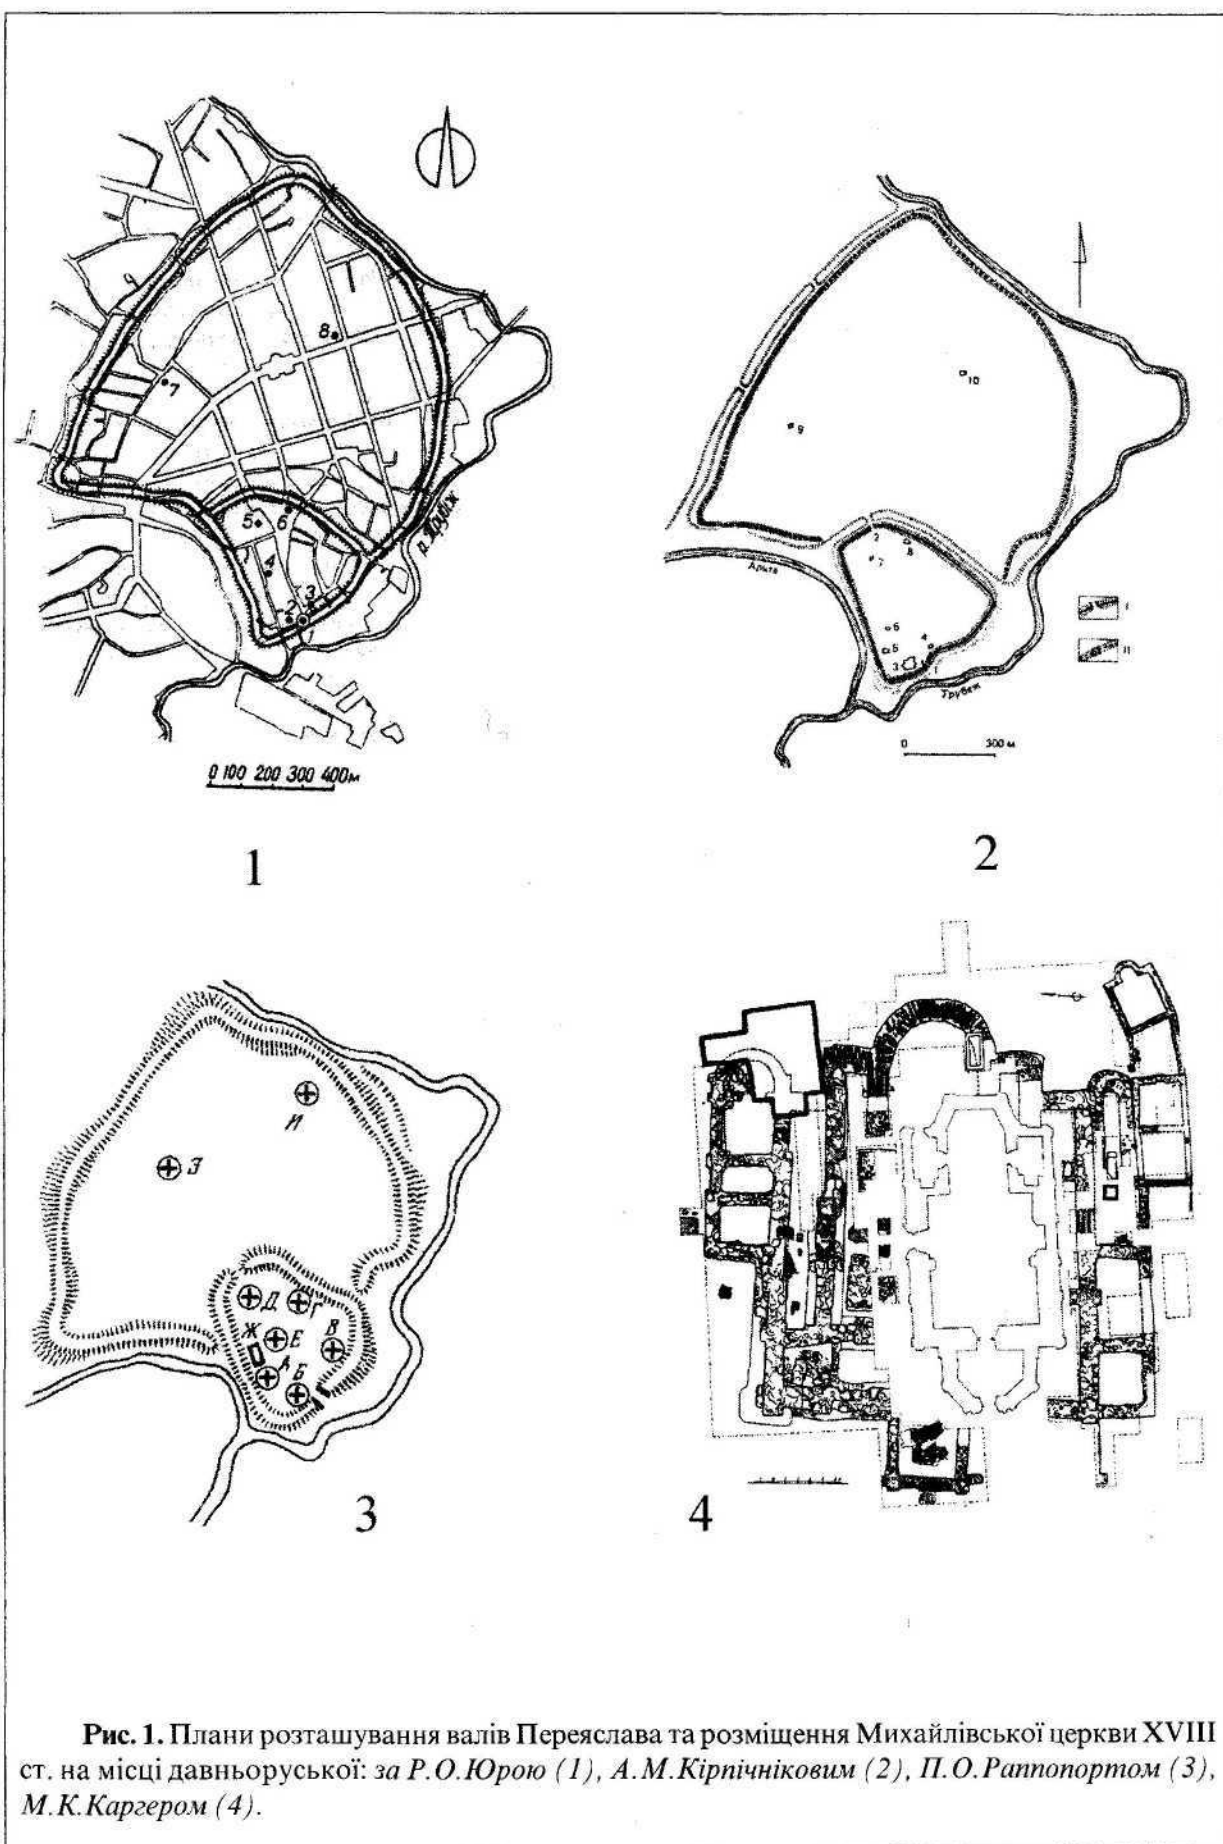 8
7
5
6
4
3
2
р. Трубіж
0 100 200 300 400м
1
10
9
2
8
7
6
5
4
3
1
Альта
Трубеж
I
II
0 300 м
2
И
З
Д
Г
Ж
Е
В
А
Б
3
4
Рис. 1. Плани розташування валів Переяслава та розміщення Михайлівської церкви XVIII
ст. на місці давньоруської: за Р.О.Юрою (1), А.М.Кірпічніковим (2), П.О.Раппопортом (3),
М.К.Каргером (4).